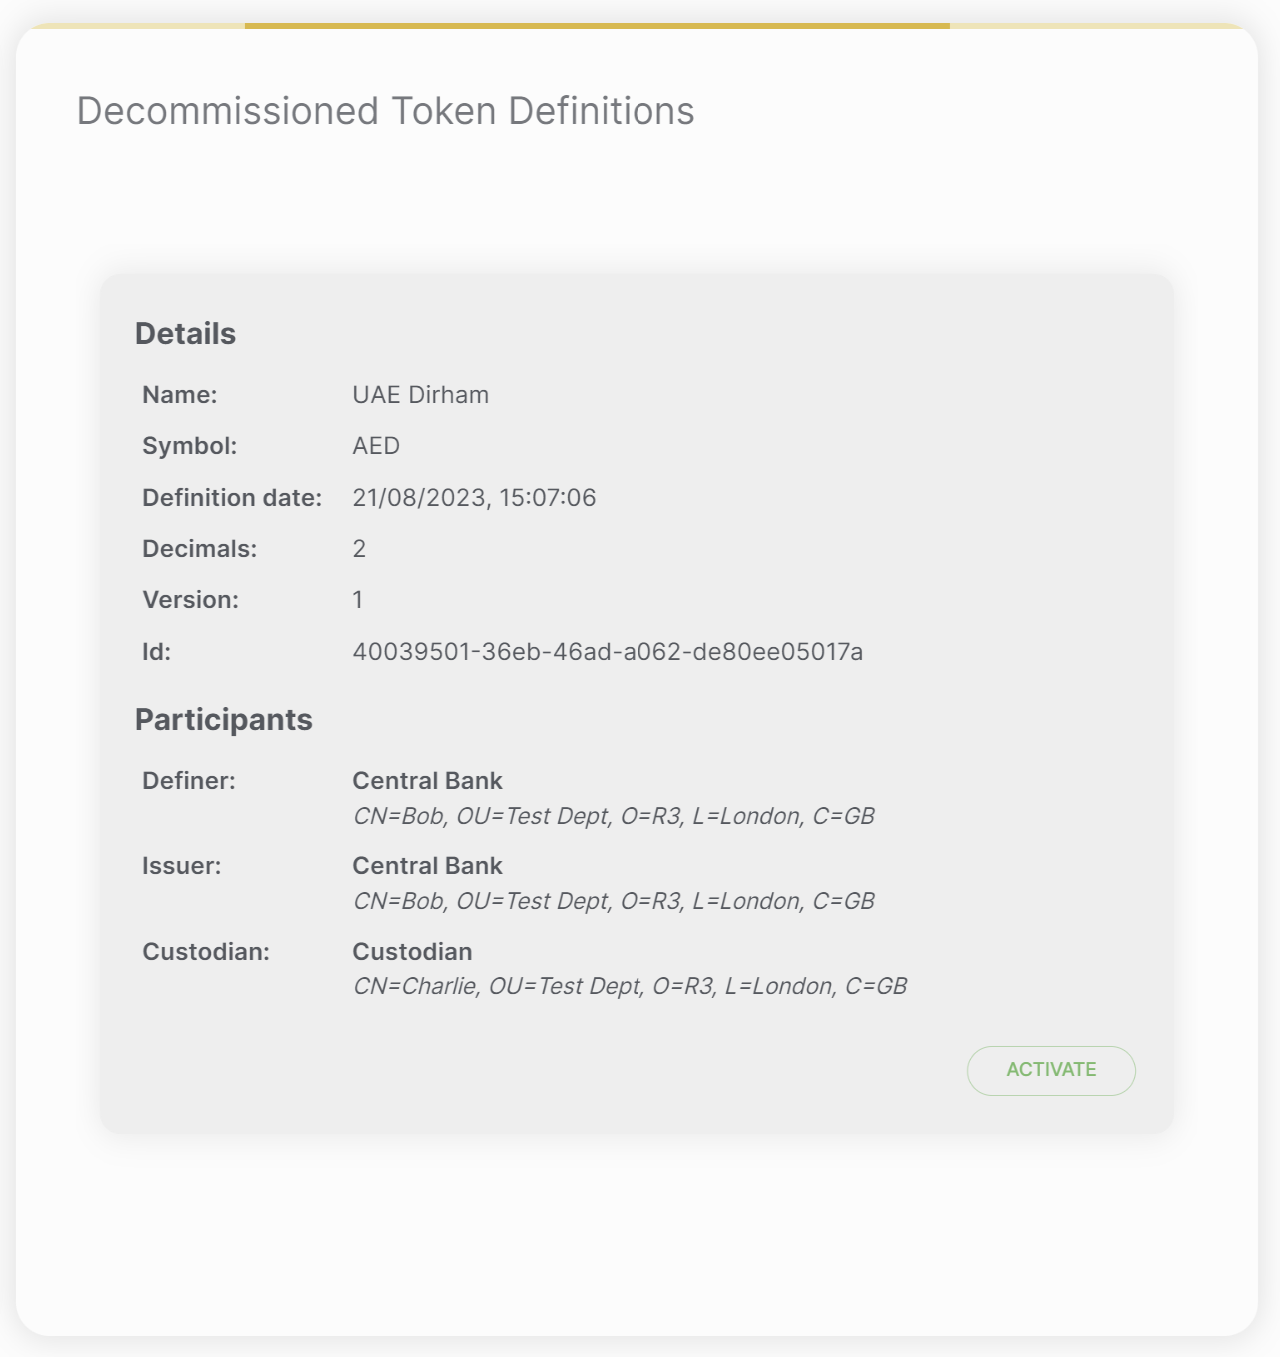 Decommissioned Token Definitions
Details
Name: UAE Dirham
Symbol: AED
Definition date: 21/08/2023, 15:07:06
Decimals: 2
Version: 1
Id: 40039501-36eb-46ad-a062-de80ee05017a
Participants
Definer: Central Bank
CN=Bob, OU=Test Dept, O=R3, L=London, C=GB
Issuer: Central Bank
CN=Bob, OU=Test Dept, O=R3, L=London, C=GB
Custodian: Custodian
CN=Charlie, OU=Test Dept, O=R3, L=London, C=GB
ACTIVATE